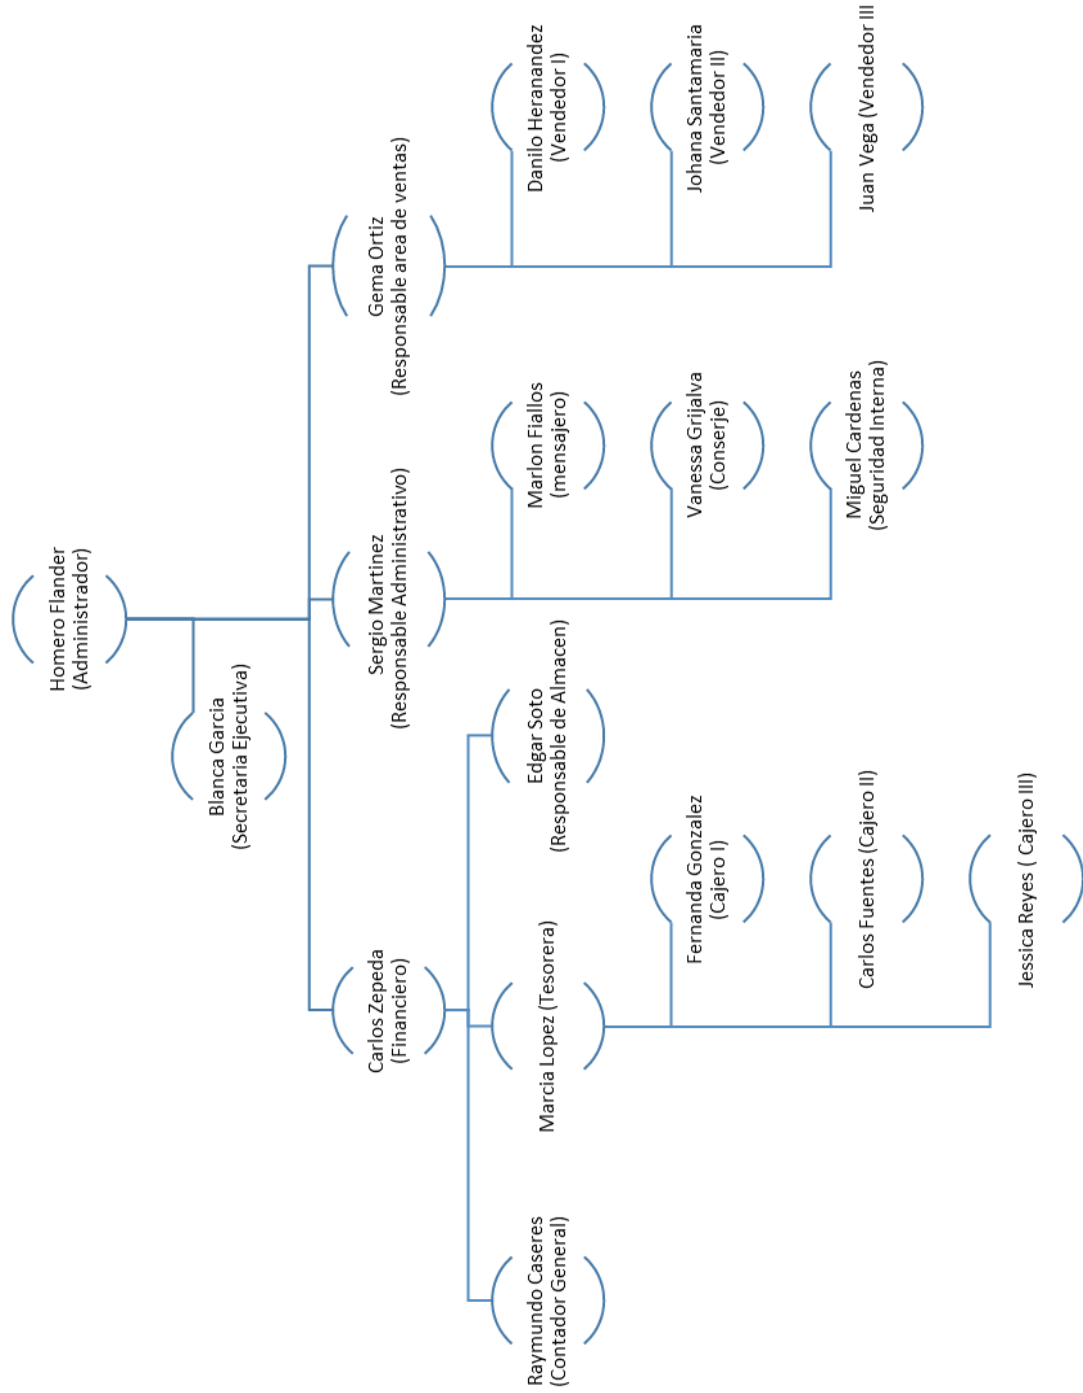 Homero Flander
(Administrador)
Blanca Garcia
(Secretaria Ejecutiva)
Carlos Zepeda
(Financiero)
Sergio Martinez
(Responsable Administrativo)
Gema Ortiz
(Responsable area de ventas)
Raymundo Caseres
(Contador General)
Marcia Lopez (Tesorera)
Edgar Soto
(Responsable de Almacen)
Marlon Fiallos
(mensajero)
Danilo Heranandez
(Vendedor I)
Fernanda Gonzalez
(Cajero I)
Vanessa Grijalva
(Conserje)
Johana Santamaria
(Vendedor II)
Carlos Fuentes (Cajero II)
Miguel Cardenas
(Seguridad Interna)
Juan Vega (Vendedor III
Jessica Reyes ( Cajero III)